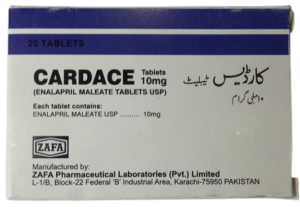 20 TABLETS
CARDACE Tablets 10mg
(ENALAPRIL MALEATE TABLETS USP)
کارڈیس ٹیبلیٹ
۱۰ ملی گرام
Each tablet contains:
ENALAPRIL MALEATE USP .......... 10mg
ZAFA
Manufactured by:
ZAFA Pharmaceutical Laboratories (Pvt.) Limited
L-1/B, Block-22 Federal 'B' Industrial Area, Karachi-75950 PAKISTAN